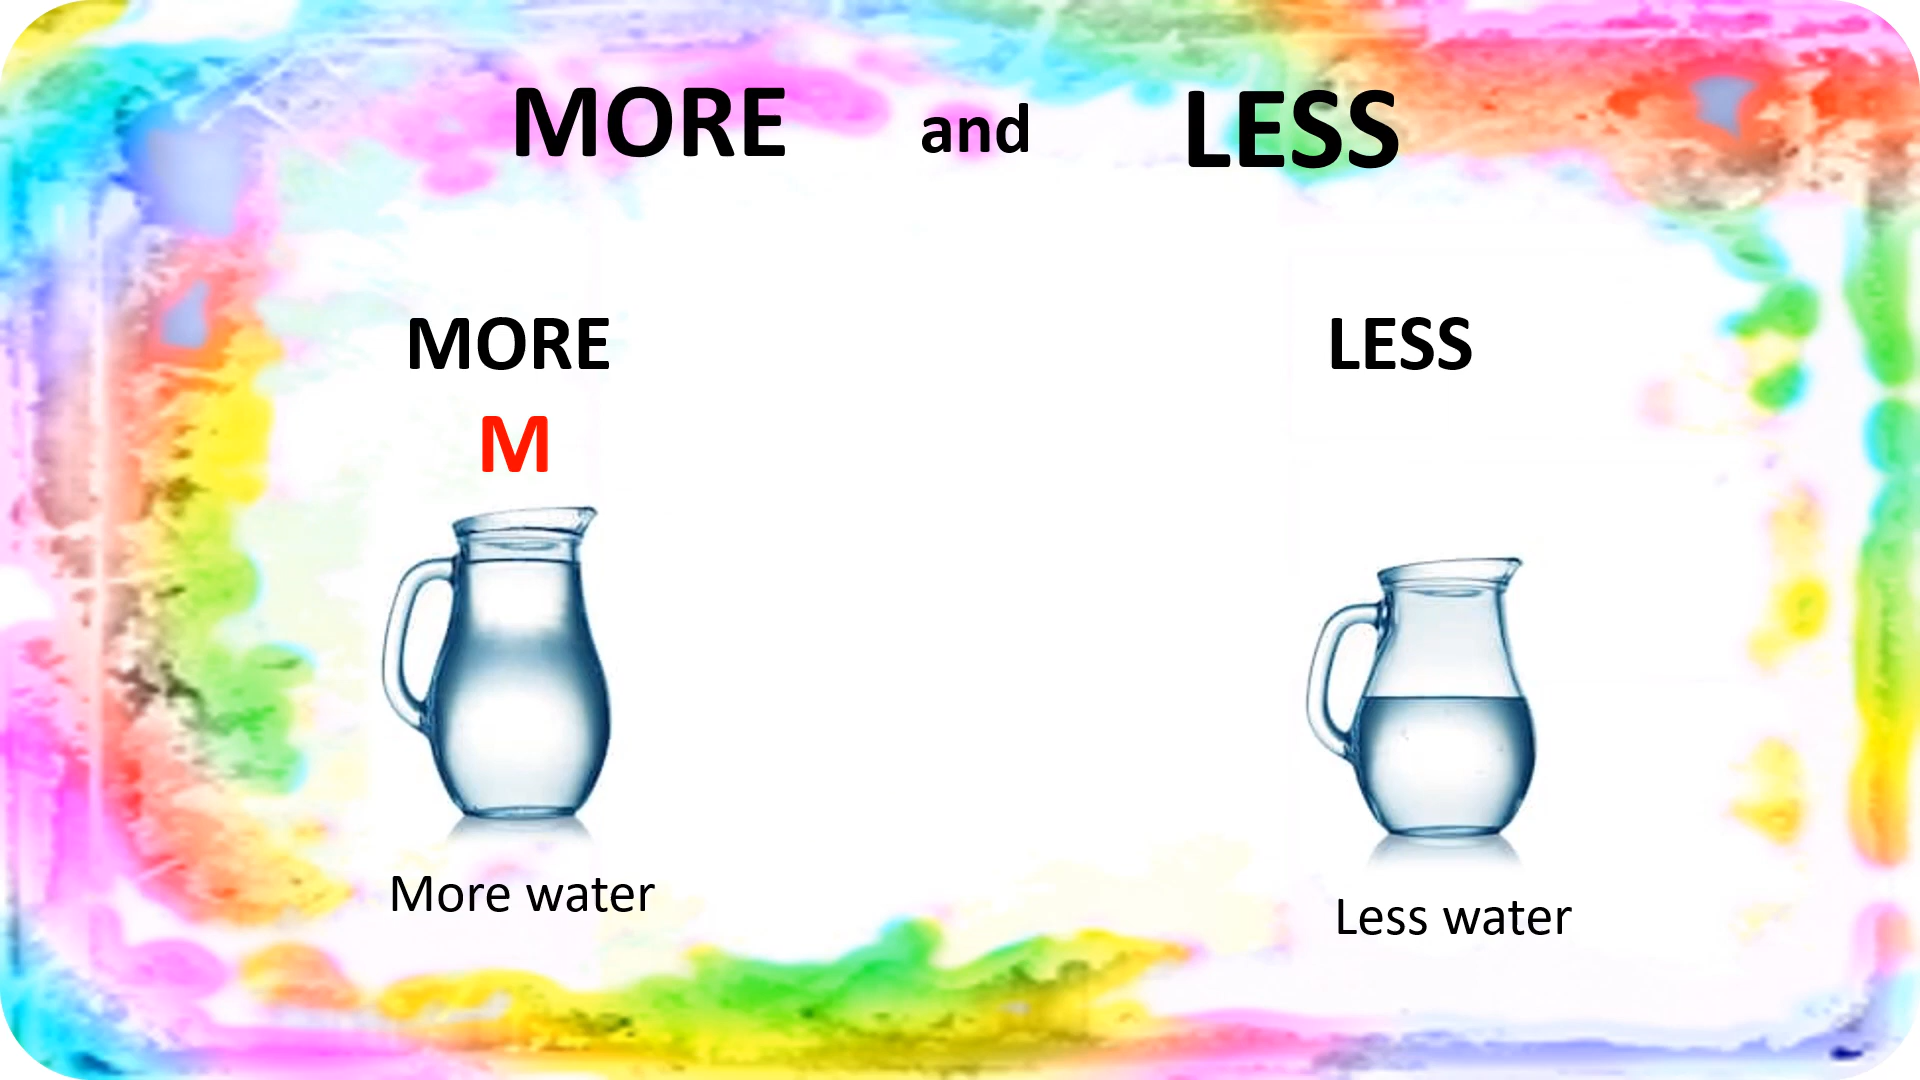 MORE and LESS
MORE
M
More water
LESS
Less water